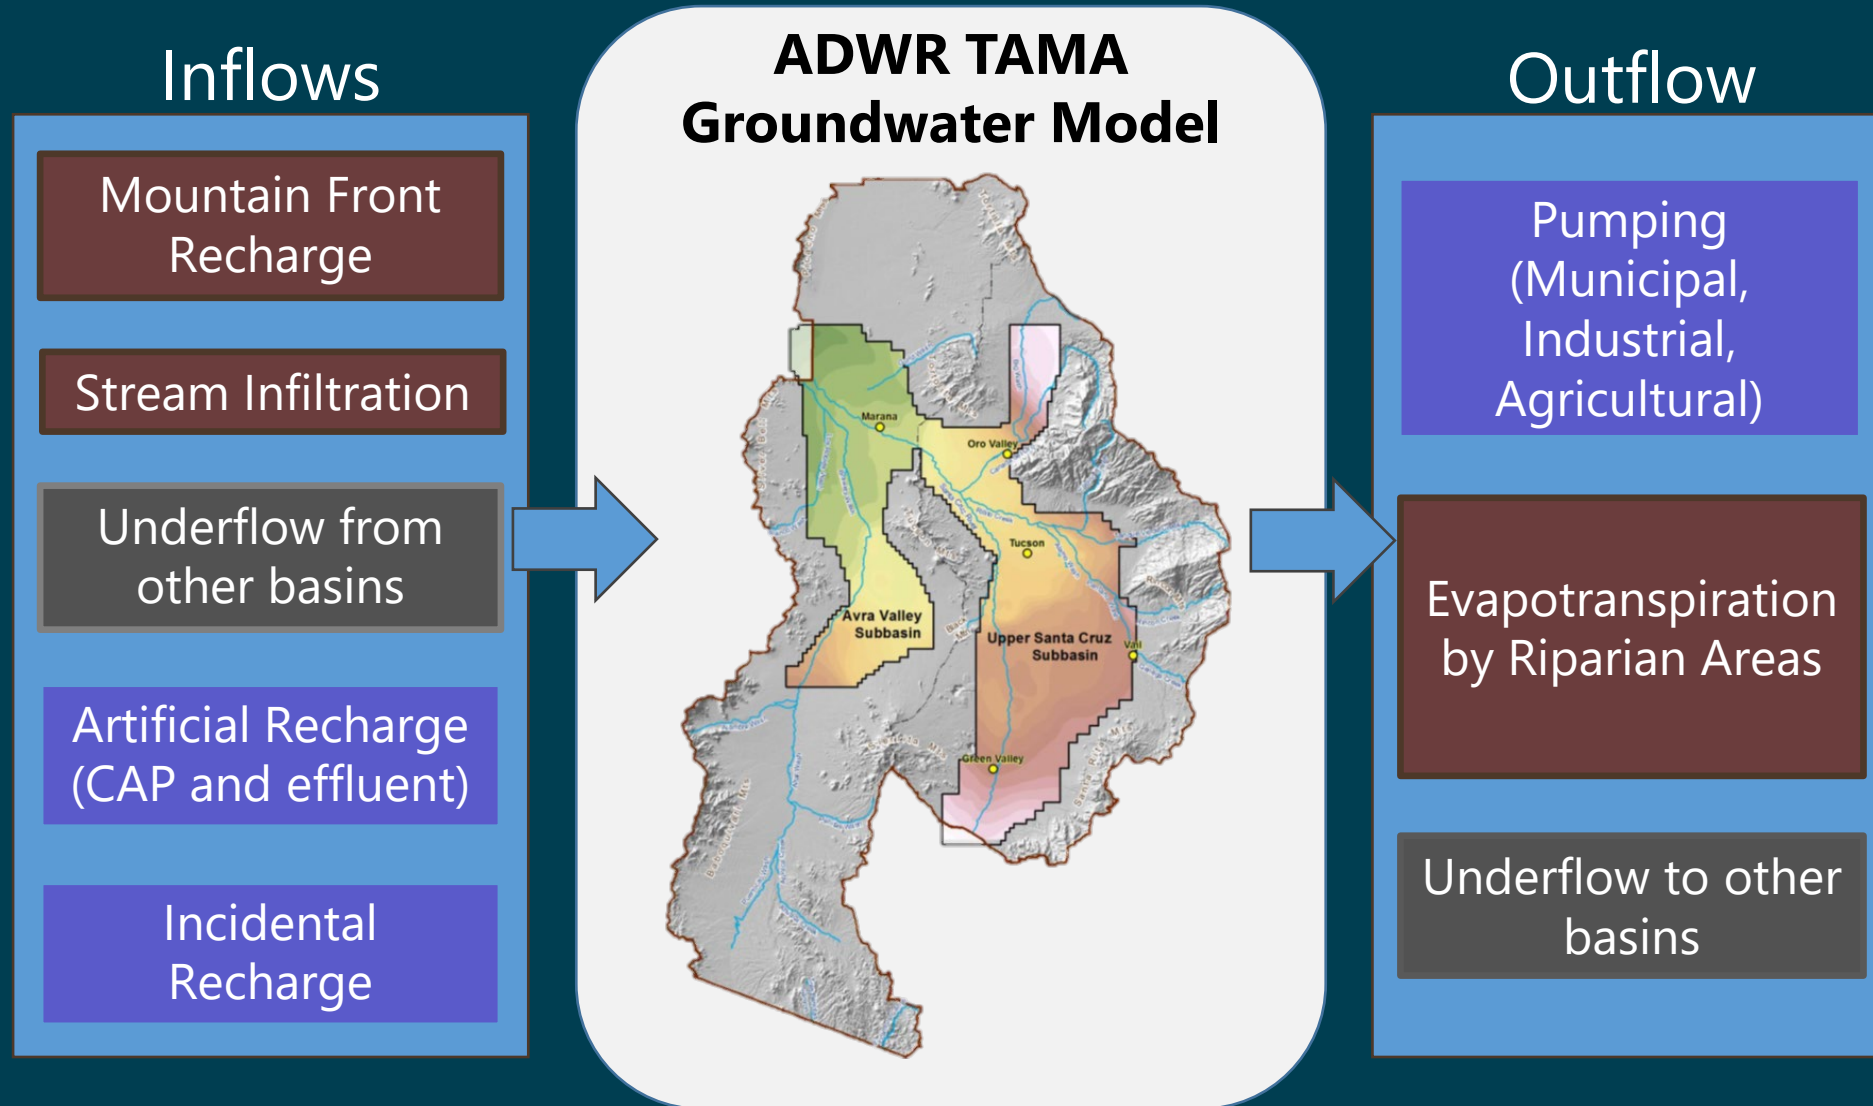 Inflows
Mountain Front
Recharge
Stream Infiltration
Underflow from
other basins
Artificial Recharge
(CAP and effluent)
Incidental
Recharge
ADWR TAMA
Groundwater Model
Marana
Oro Valley
Tucson
Avra Valley
Subbasin
Upper Santa Cruz
Subbasin
Vail
Green Valley
Outflow
Pumping
(Municipal,
Industrial,
Agricultural)
Evapotranspiration
by Riparian Areas
Underflow to other
basins